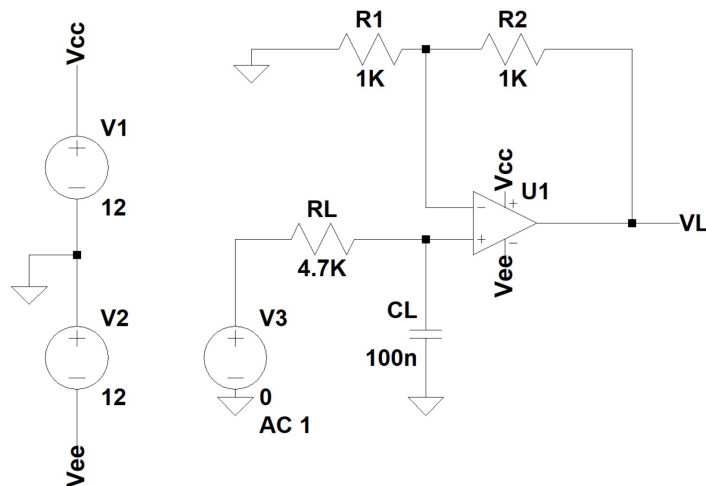 R1
R2
Vcc
1K
1K
V1
Vcc
U1
12
RL
VL
4.7K
Vee
V2
V3
CL
100n
12
0
AC 1
Vee